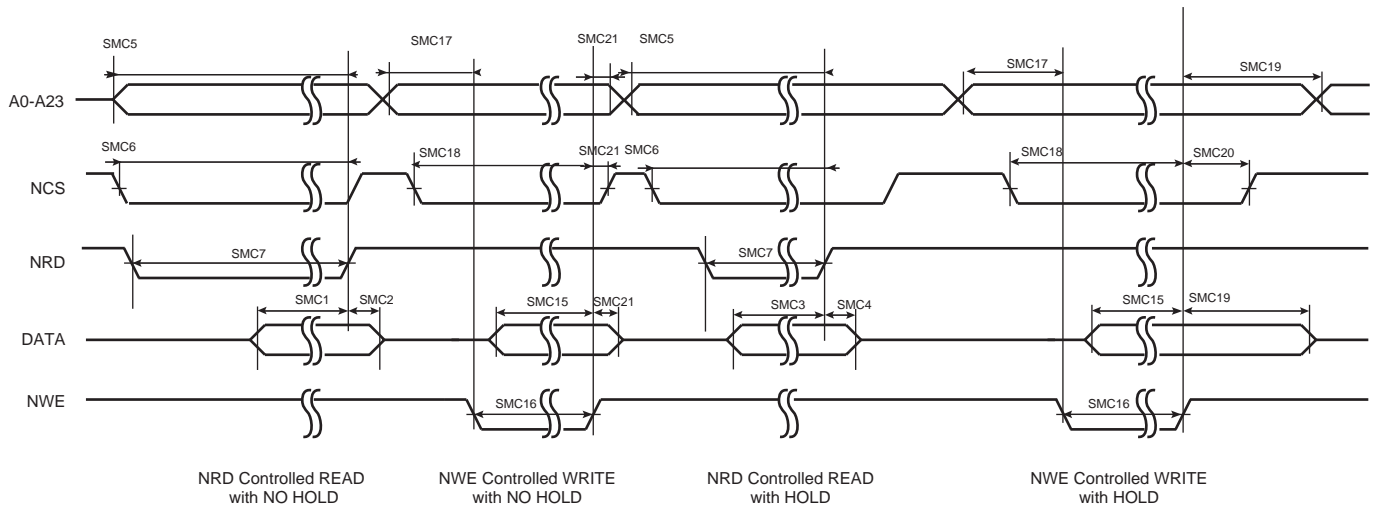 SMC5
SMC17
SMC21
SMC5
SMC17
SMC19
A0-A23
SMC6
SMC18
SMC21
SMC6
SMC18
SMC20
NCS
NRD
SMC7
SMC7
SMC1
SMC2
SMC15
SMC21
SMC3
SMC4
SMC15
SMC19
DATA
NWE
SMC16
SMC16
NRD Controlled READ
with NO HOLD
NWE Controlled WRITE
with NO HOLD
NRD Controlled READ
with HOLD
NWE Controlled WRITE
with HOLD